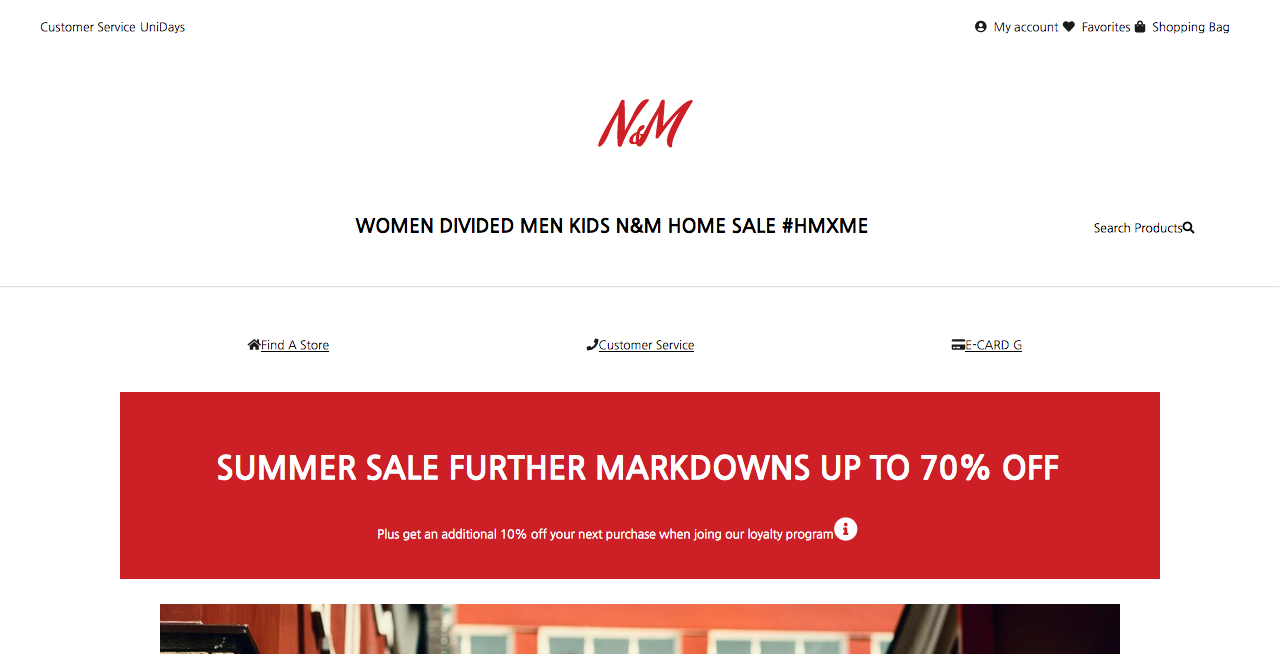 Customer Service UniDays
My account Favorites Shopping Bag
N&M
WOMEN DIVIDED MEN KIDS N&M HOME SALE #HMXME
Search Products
Find A Store
Customer Service
E-CARD G
SUMMER SALE FURTHER MARKDOWNS UP TO 70% OFF
Plus get an additional 10% off your next purchase when joing our loyalty program